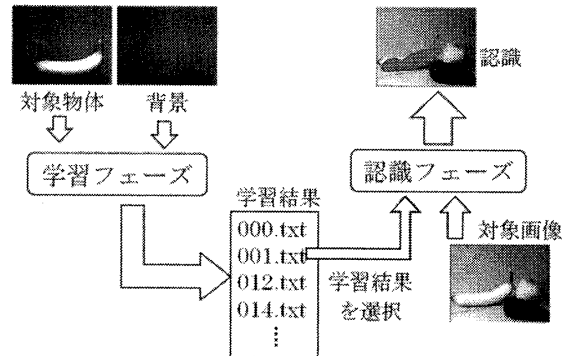 対象物体
背景
認識
学習フェーズ
認識フェーズ
学習結果
000.txt
001.txt
012.txt
014.txt
学習結果
を選択
対象画像